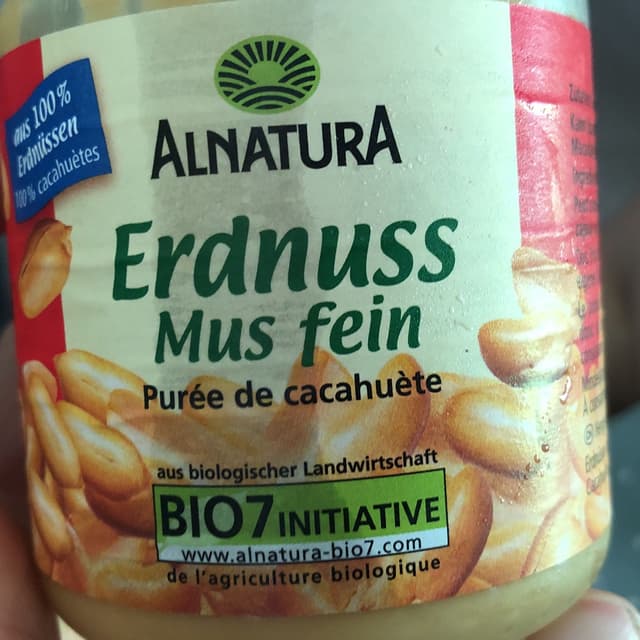 aus 100%
Erdnüssen
100% cacahuètes
ALNATURA
Erdnuss
Mus fein
Purée de cacahuète
aus biologischer Landwirtschaft
BIO7 INITIATIVE
www.alnatura-bio7.com
de l'agriculture biologique